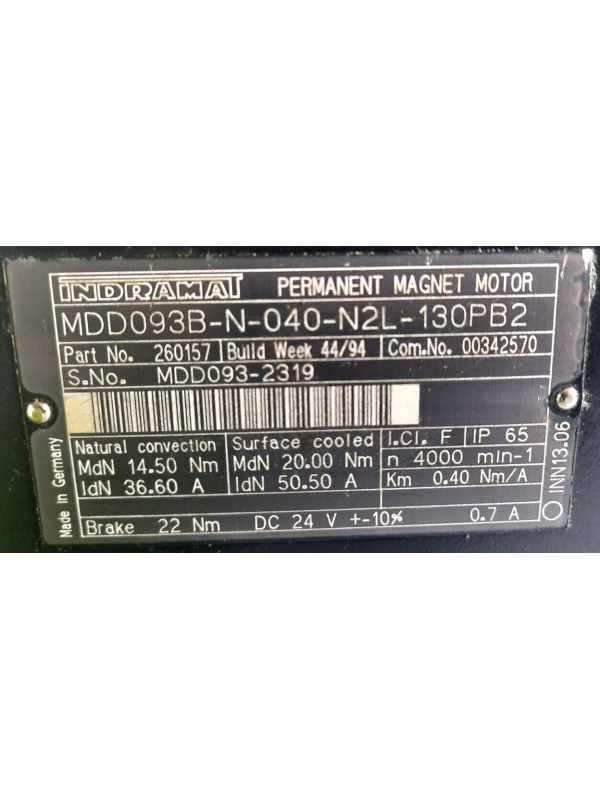 INDRAMAT PERMANENT MAGNET MOTOR
MDD093B-N-040-N2L-130PB2
Part No. 260157 Build Week 44/94 Com.No. 00342570
S.No. MDD093-2319
Natural convection Surface cooled I.Cl. F IP 65
MdN 14.50 Nm MdN 20.00 Nm n 4000 min-1
IdN 36.60 A IdN 50.50 A Km 0.40 Nm/A
Brake 22 Nm DC 24 V +-10% 0.7 A
Made in Germany
INN13.06